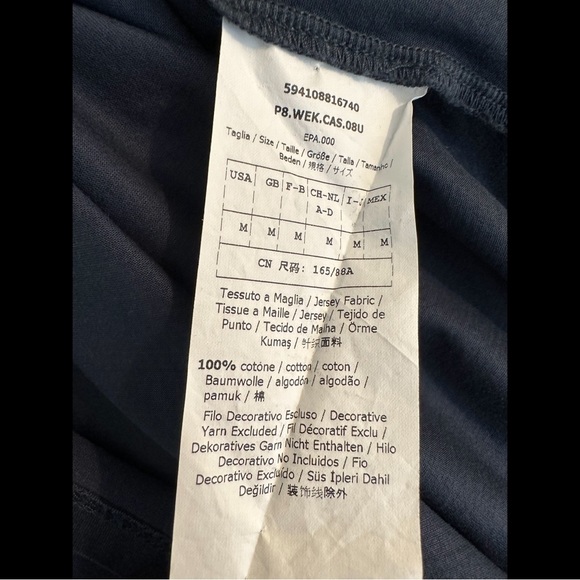 594108816740
P8.WEK.CAS.08U
EPA.000
Taglia / Size / Taille / Größe / Talla / Tamanho /
Beden / 规格 / サイズ
USA GB F-B CH-NL I-J MEX
A-D
M M M M M M
CN 尺码: 165/88A
Tessuto a Maglia / Jersey Fabric /
Tissue a Maille / Jersey / Tejido de
Punto / Tecido de Malha / Örme
Kumaş / 针织面料
100% cotone / cotton / coton /
Baumwolle / algodón / algodão /
pamuk / 棉
Filo Decorativo Escluso / Decorative
Yarn Excluded / Fil Décoratif Exclu /
Dekoratives Garn Nicht Enthalten / Hilo
Decorativo No Incluidos / Fio
Decorativo Excluído / Süs İpleri Dahil
Değildir / 装饰线除外